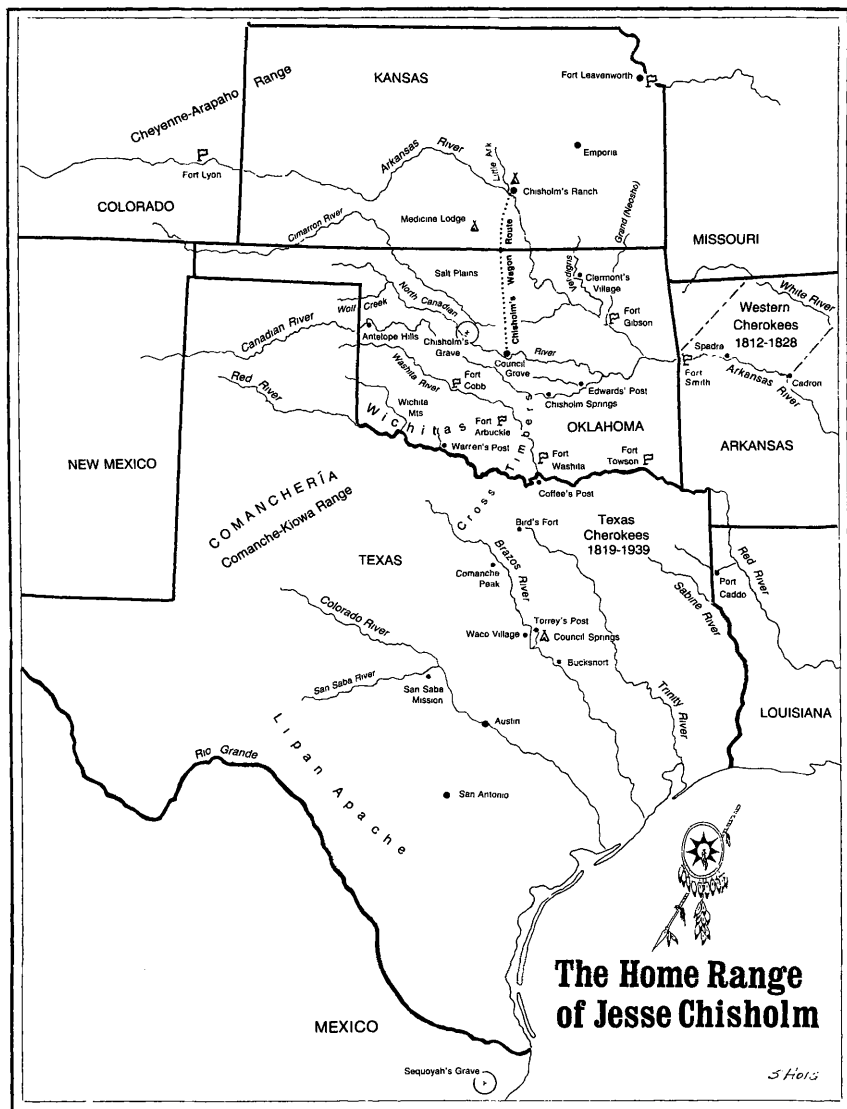 KANSAS
Fort Leavenworth
Cheyenne-Arapaho Range
Fort Lyon
COLORADO
Arkansas River
Little Ark
Emporia
Chisholm's Ranch
Medicine Lodge
Cimarron River
Chisholm's Wagon Route
Grand (Neosho)
Verdigris
MISSOURI
Salt Plains
Clermont's
Village
Wolf Creek
North Canadian
River
Canadian River
Antelope Hills
Chisholm's
Grave
Fort
Gibson
White River
Western
Cherokees
1812-1828
Spadra
Cadron
Fort
Smith
Arkansas River
Council
Grove
Red River
Washita River
Fort
Cobb
Edwards' Post
Chisholm Springs
Wichita
Mts
Wichitas
Fort
Arbuckle
OKLAHOMA
ARKANSAS
NEW MEXICO
Warren's Post
Fort
Washita
Fort
Towson
Coffee's Post
Cross Timbers
COMANCHERÍA
Comanche-Kiowa Range
Bird's Fort
Texas
Cherokees
1819-1939
TEXAS
Brazos River
Comanche
Peak
Port
Caddo
Red River
Sabine River
Colorado River
Torrey's Post
Waco Village
Council Springs
Bucksnort
San Saba River
San Saba
Mission
Trinity River
Austin
LOUISIANA
Lipan Apache
Rio Grande
San Antonio
The Home Range
of Jesse Chisholm
MEXICO
Sequoyah's Grave